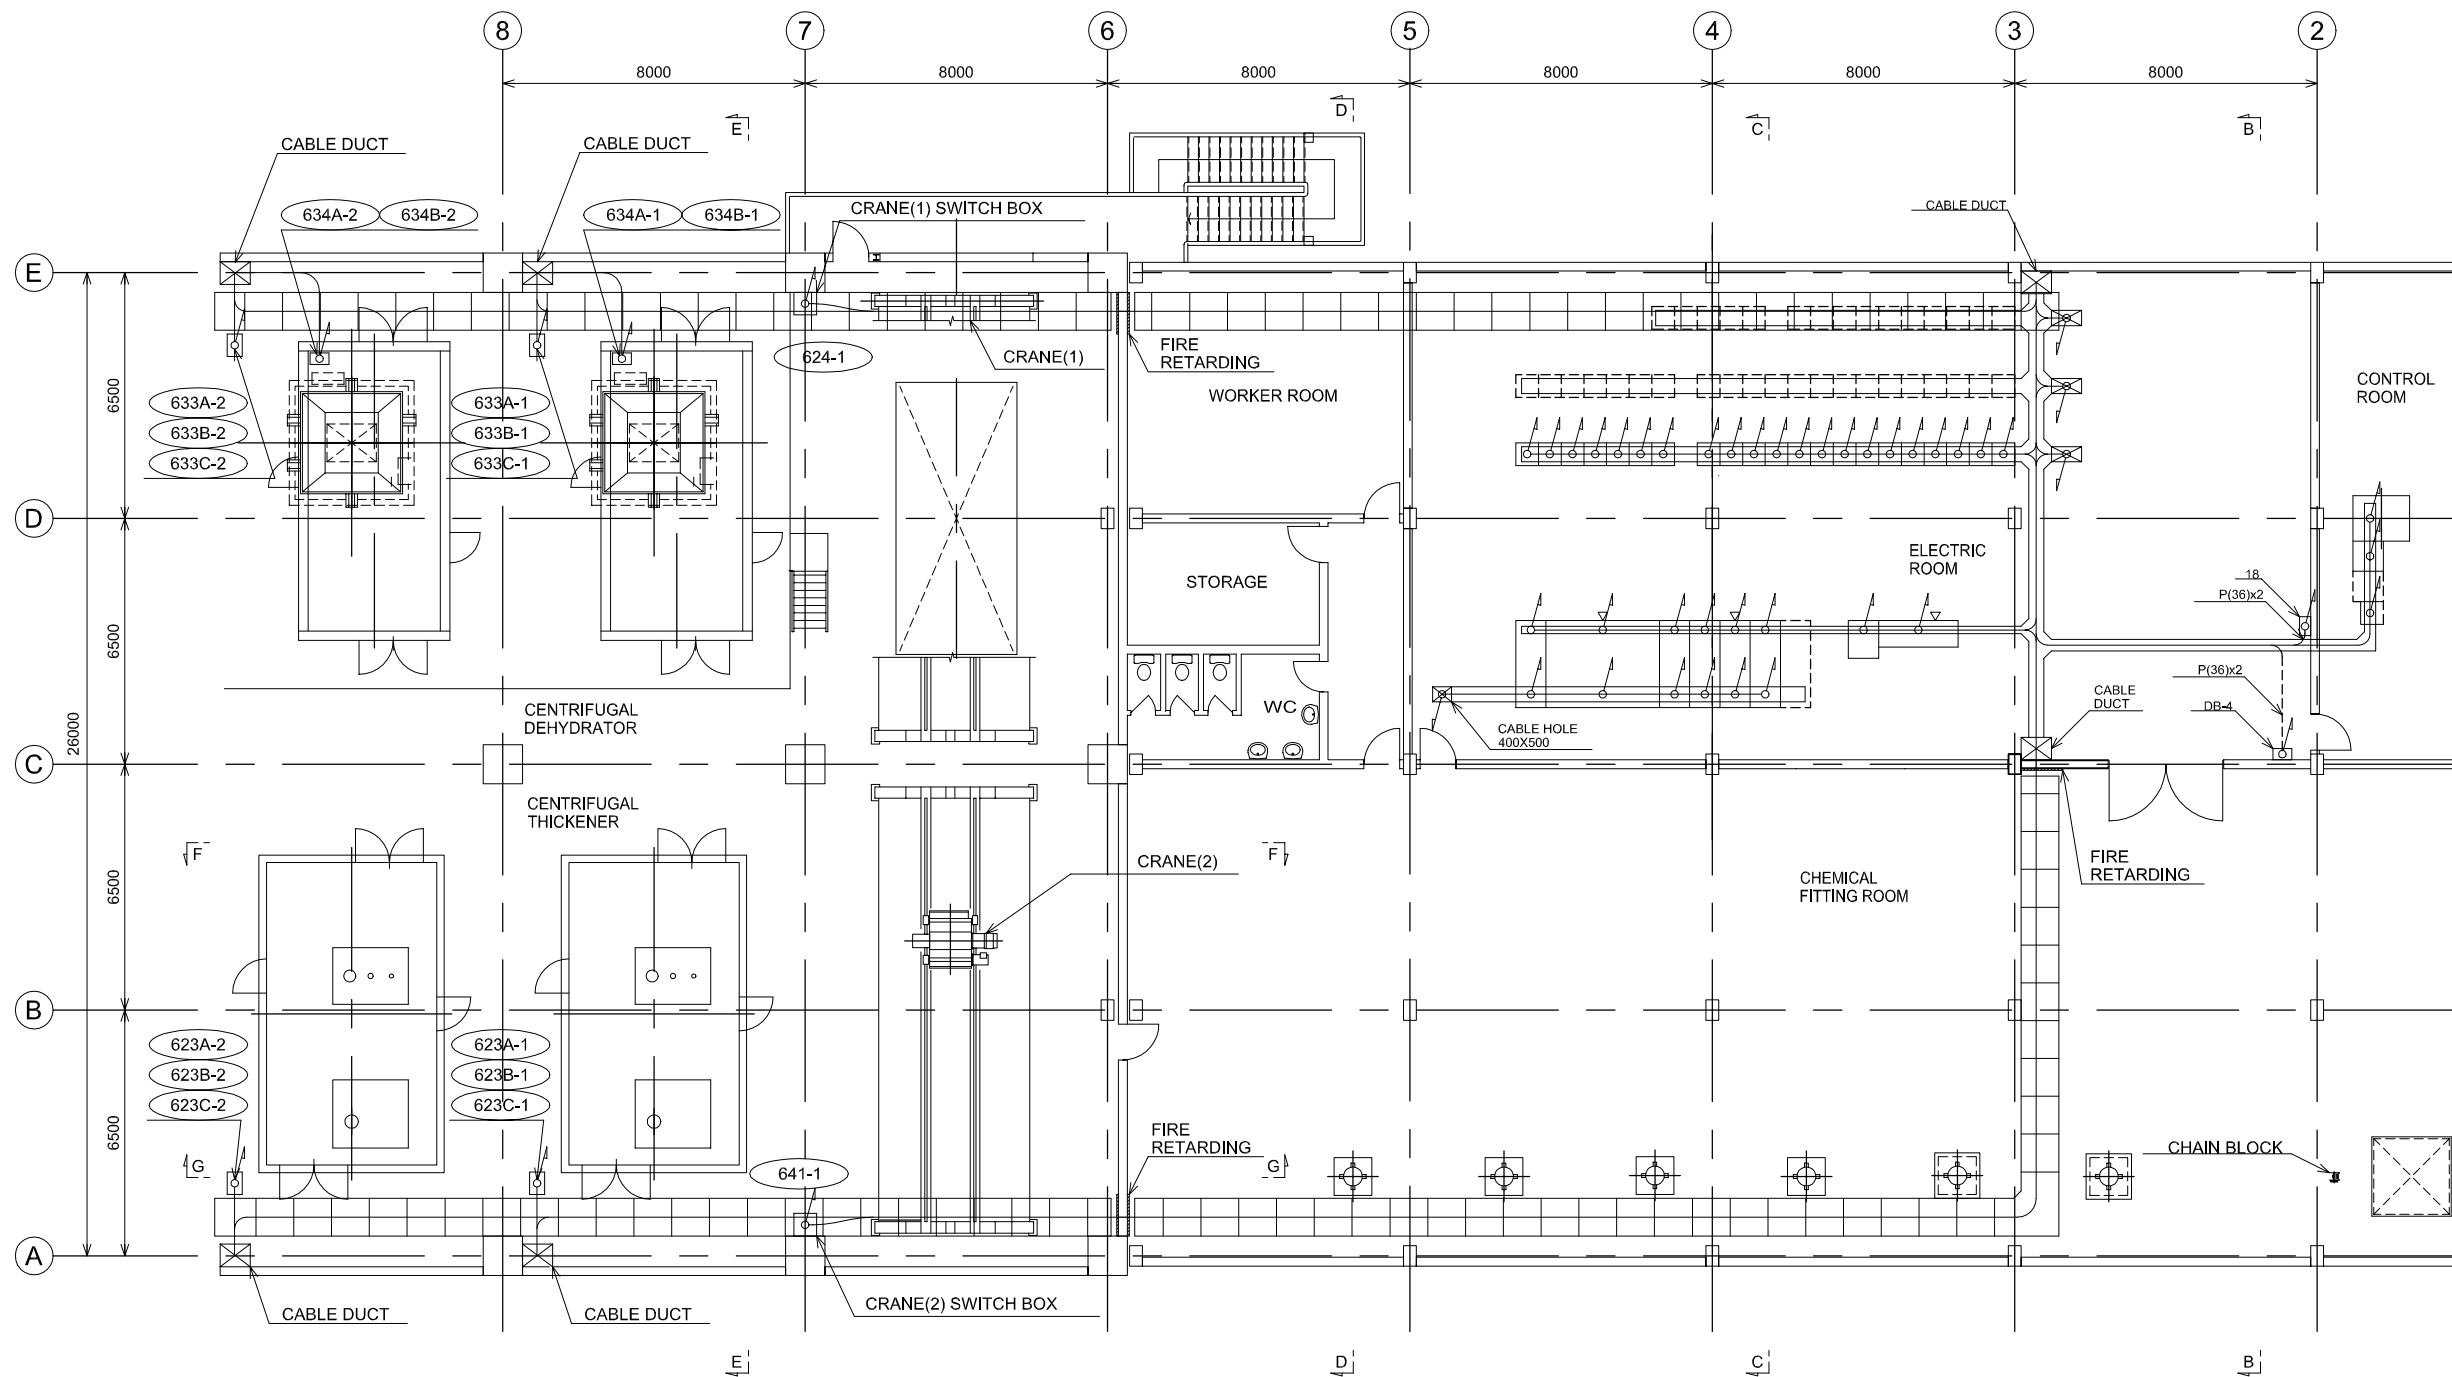 8
7
6
5
4
3
2
8000
8000
8000
8000
8000
8000
E
D
C
B
CABLE DUCT
CABLE DUCT
634A-2
634B-2
634A-1
634B-1
CRANE(1) SWITCH BOX
CABLE DUCT
E
6500
624-1
CRANE(1)
FIRE
RETARDING
WORKER ROOM
CONTROL
ROOM
633A-2
633B-2
633C-2
633A-1
633B-1
633C-1
D
STORAGE
ELECTRIC
ROOM
18
P(36)x2
6500
26000
P(36)x2
CABLE
DUCT
DB-4
CENTRIFUGAL
DEHYDRATOR
WC
CABLE HOLE
400X500
C
CENTRIFUGAL
THICKENER
F
F
CRANE(2)
FIRE
RETARDING
CHEMICAL
FITTING ROOM
6500
B
623A-2
623B-2
623C-2
623A-1
623B-1
623C-1
6500
FIRE
RETARDING
CHAIN BLOCK
G
G
641-1
A
CABLE DUCT
CABLE DUCT
CRANE(2) SWITCH BOX
E
D
C
B